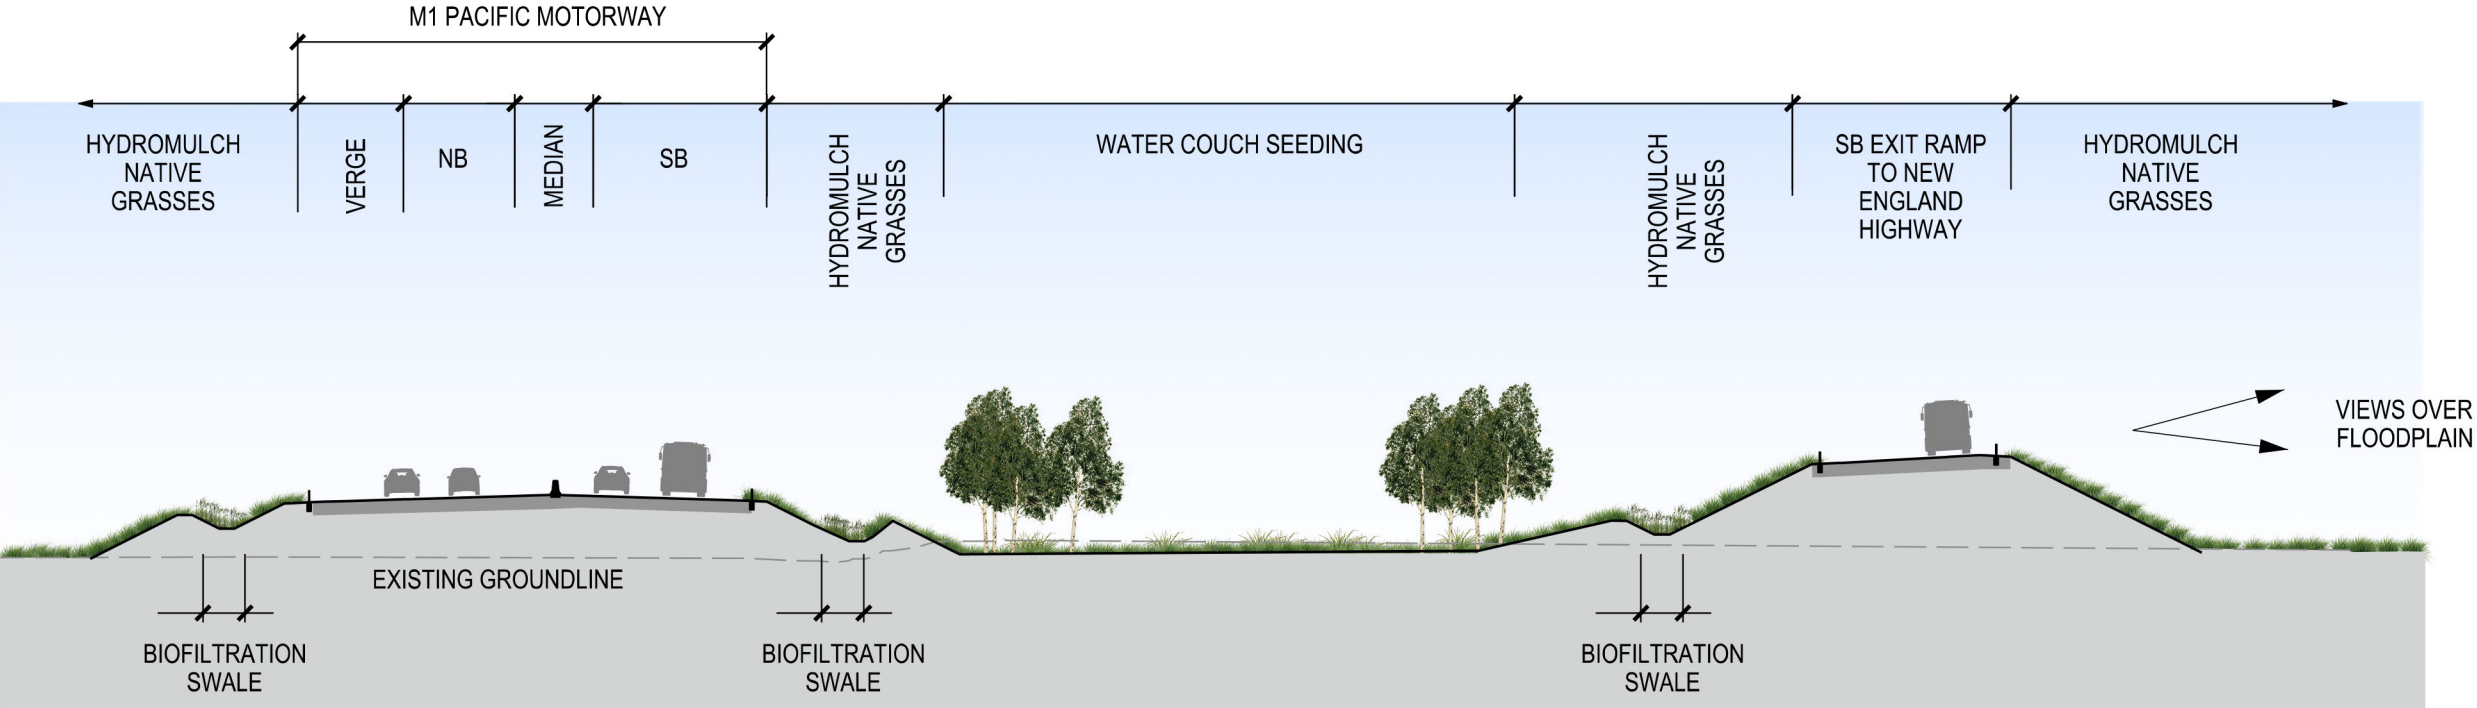 M1 PACIFIC MOTORWAY
HYDROMULCH
NATIVE
GRASSES
VERGE
NB
MEDIAN
SB
HYDROMULCH
NATIVE
GRASSES
WATER COUCH SEEDING
HYDROMULCH
NATIVE
GRASSES
SB EXIT RAMP
TO NEW
ENGLAND
HIGHWAY
HYDROMULCH
NATIVE
GRASSES
VIEWS OVER
FLOODPLAIN
EXISTING GROUNDLINE
BIOFILTRATION
SWALE
BIOFILTRATION
SWALE
BIOFILTRATION
SWALE